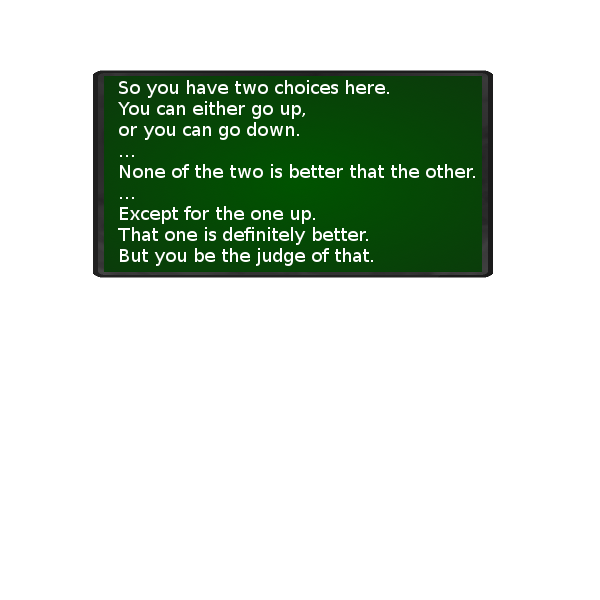 So you have two choices here.
You can either go up,
or you can go down.
...
None of the two is better that the other.
...
Except for the one up.
That one is definitely better.
But you be the judge of that.